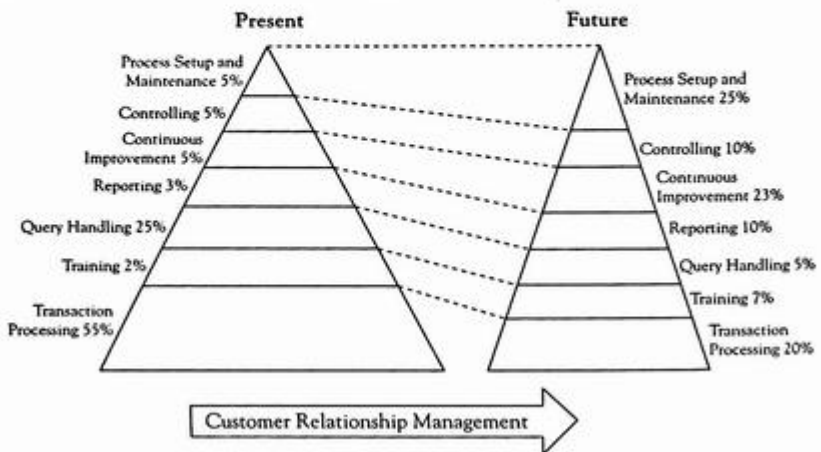 Present
Process Setup and
Maintenance 5%
Controlling 5%
Continuous
Improvement 5%
Reporting 3%
Query Handling 25%
Training 2%
Transaction
Processing 55%
Future
Process Setup and
Maintenance 25%
Controlling 10%
Continuous
Improvement 23%
Reporting 10%
Query Handling 5%
Training 7%
Transaction
Processing 20%
Customer Relationship Management